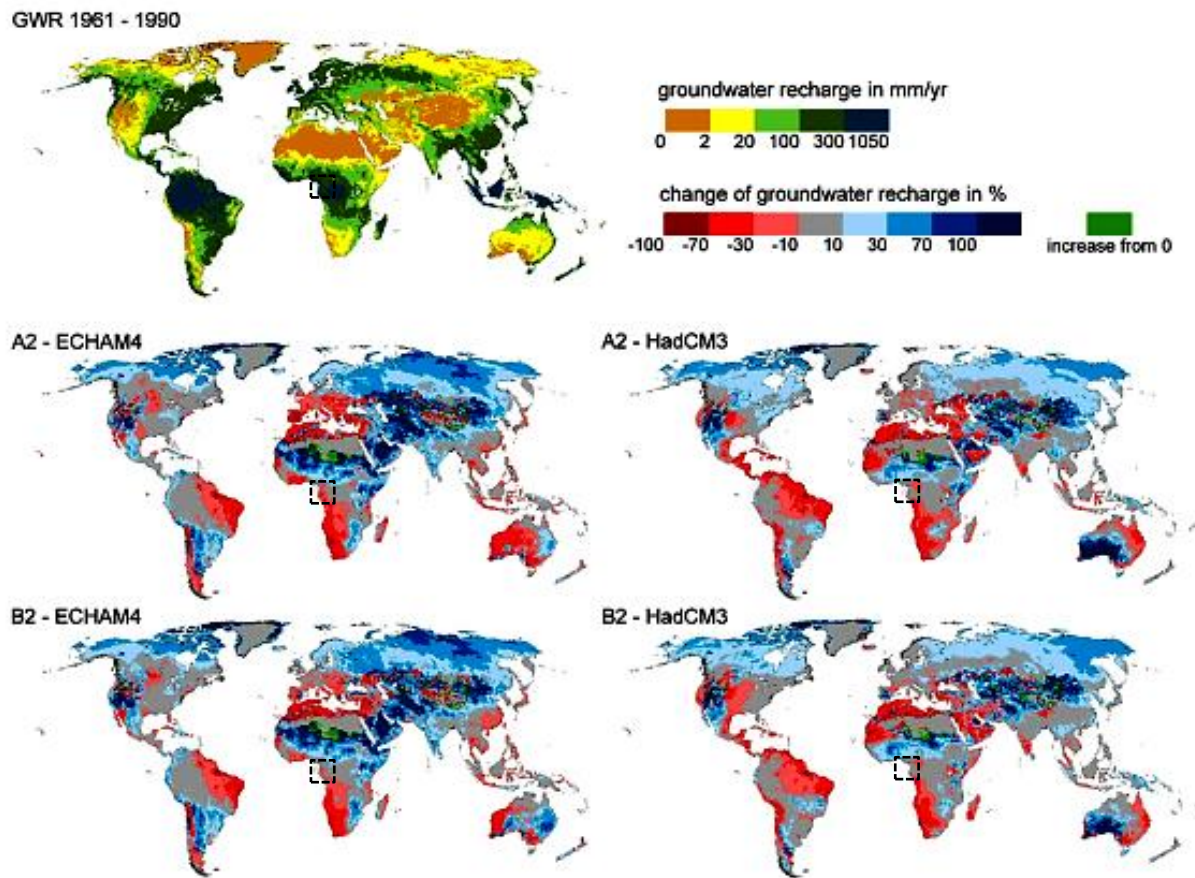 GWR 1961 - 1990
groundwater recharge in mm/yr
0 2 20 100 300 1050
change of groundwater recharge in %
-100 -70 -30 -10 10 30 70 100
increase from 0
A2 - ECHAM4
A2 - HadCM3
B2 - ECHAM4
B2 - HadCM3